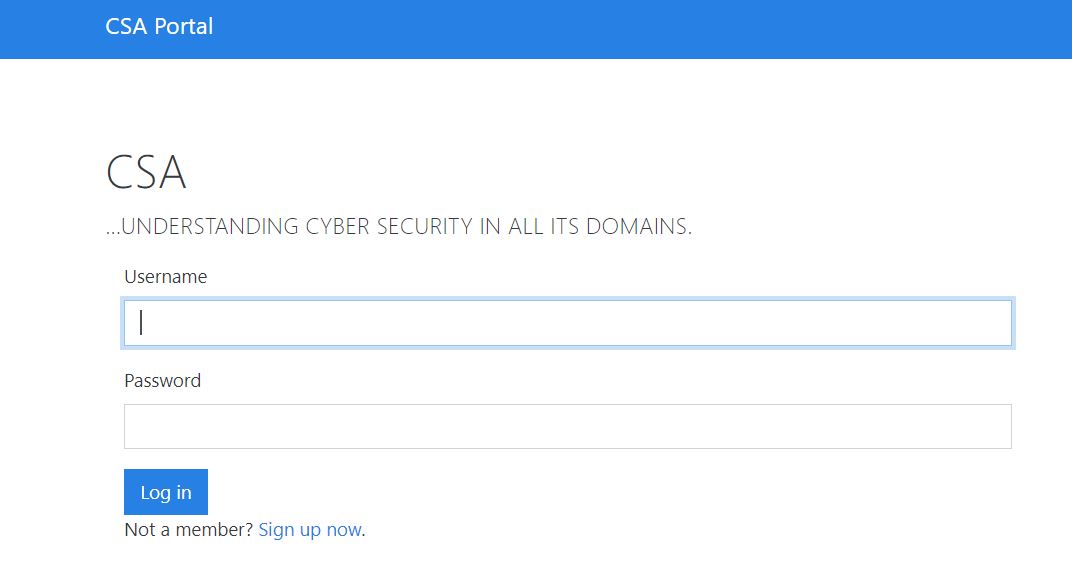 CSA Portal
CSA
...UNDERSTANDING CYBER SECURITY IN ALL ITS DOMAINS.
Username
Password
Log in
Not a member? Sign up now.